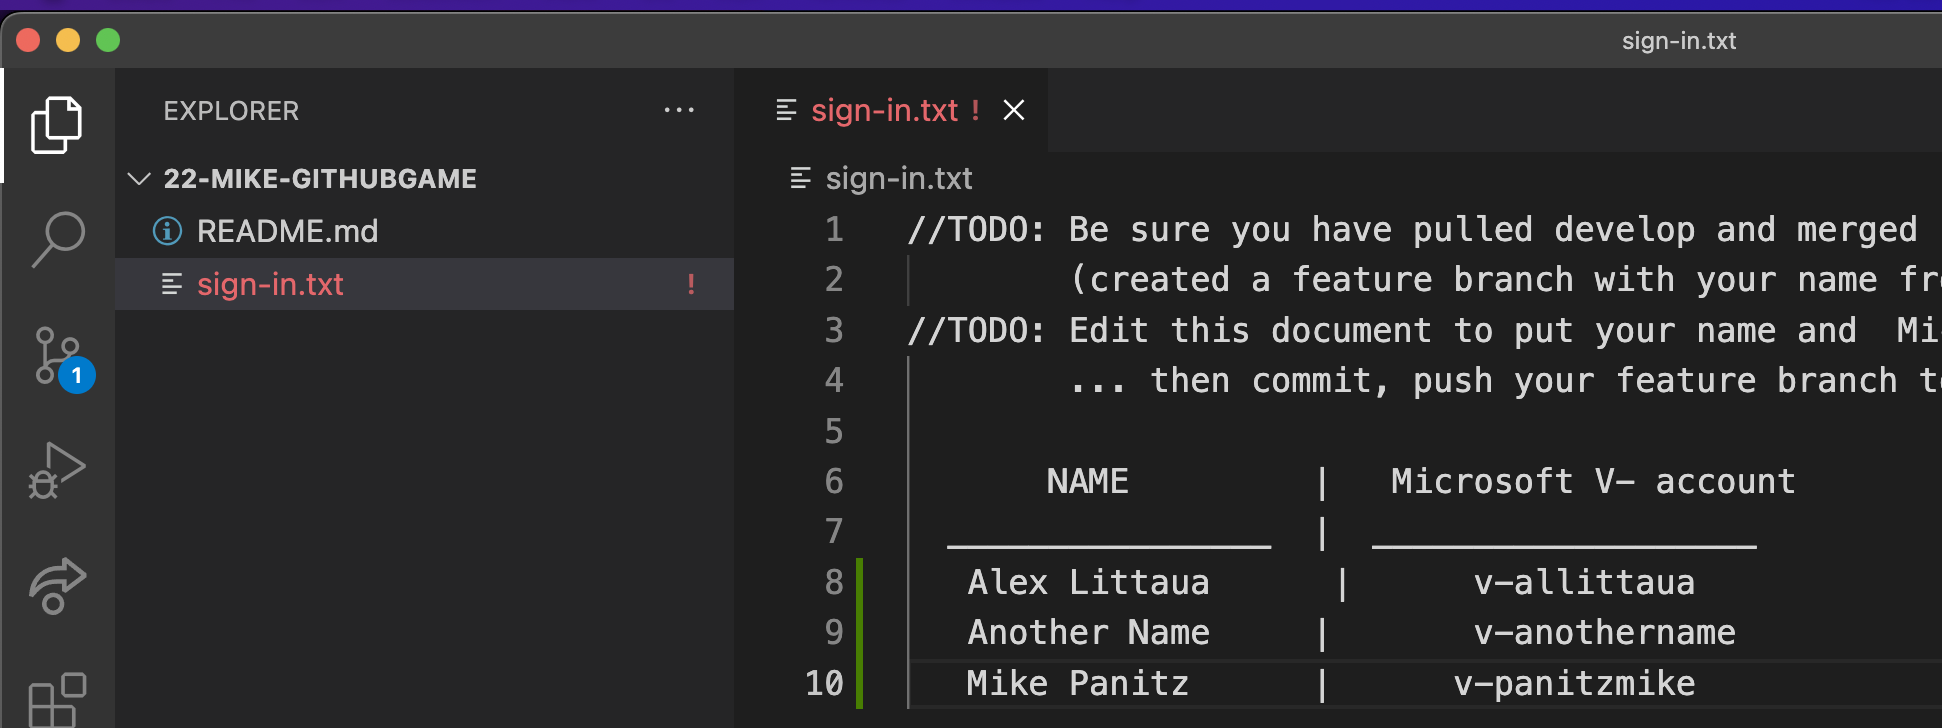 sign-in.txt
EXPLORER
22-MIKE-GITHUBGAME
README.md
sign-in.txt !
1
sign-in.txt !
sign-in.txt
1 //TODO: Be sure you have pulled develop and merged
2 (created a feature branch with your name
3 //TODO: Edit this document to put your name and
4 ... then commit, push your feature branch
5
6 NAME | Microsoft V- account
7 ________________ | ___________________
8 Alex Littaua | v-allittaua
9 Another Name | v-anothername
10 Mike Panitz | v-panitzmike